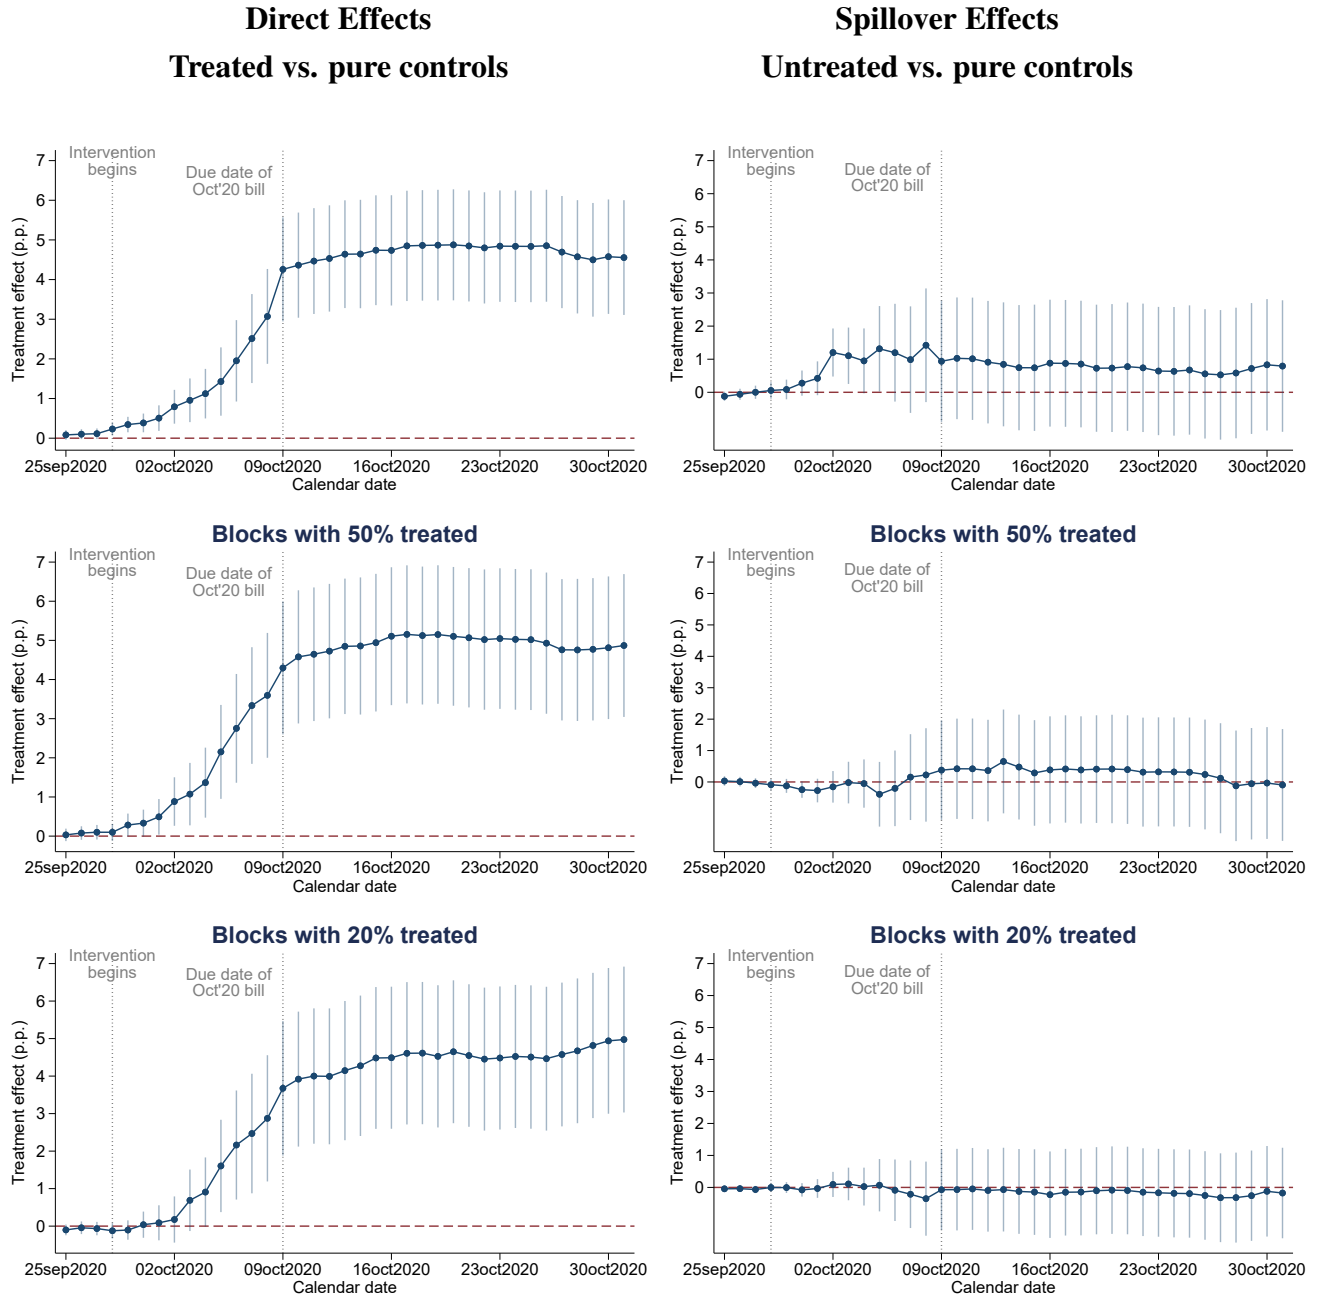 Direct Effects
Treated vs. pure controls
Spillover Effects
Untreated vs. pure controls
Intervention
begins
Due date of
Oct'20 bill
Treatment effect (p.p.)
7
6
5
4
3
2
1
0
25sep2020 02oct2020 09oct2020 16oct2020 23oct2020 30oct2020
Calendar date
Intervention
begins
Due date of
Oct'20 bill
Treatment effect (p.p.)
7
6
5
4
3
2
1
0
25sep2020 02oct2020 09oct2020 16oct2020 23oct2020 30oct2020
Calendar date
Blocks with 50% treated
Intervention
begins
Due date of
Oct'20 bill
Treatment effect (p.p.)
7
6
5
4
3
2
1
0
25sep2020 02oct2020 09oct2020 16oct2020 23oct2020 30oct2020
Calendar date
Blocks with 50% treated
Intervention
begins
Due date of
Oct'20 bill
Treatment effect (p.p.)
7
6
5
4
3
2
1
0
25sep2020 02oct2020 09oct2020 16oct2020 23oct2020 30oct2020
Calendar date
Blocks with 20% treated
Intervention
begins
Due date of
Oct'20 bill
Treatment effect (p.p.)
7
6
5
4
3
2
1
0
25sep2020 02oct2020 09oct2020 16oct2020 23oct2020 30oct2020
Calendar date
Blocks with 20% treated
Intervention
begins
Due date of
Oct'20 bill
Treatment effect (p.p.)
7
6
5
4
3
2
1
0
25sep2020 02oct2020 09oct2020 16oct2020 23oct2020 30oct2020
Calendar date